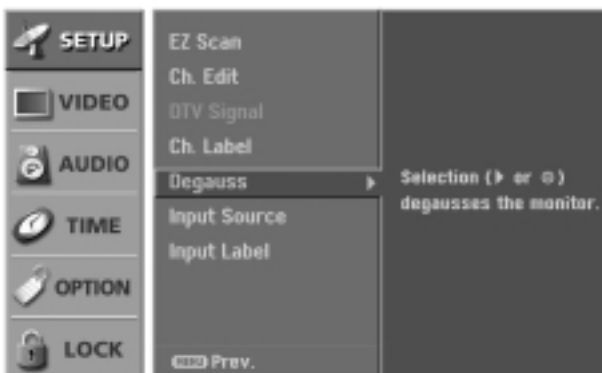 SETUP
VIDEO
AUDIO
TIME
OPTION
LOCK
EZ Scan
Ch. Edit
DTV Signal
Ch. Label
Degauss
Input Source
Input Label
MENU Prev.
Selection ( or )
degausses the monitor.